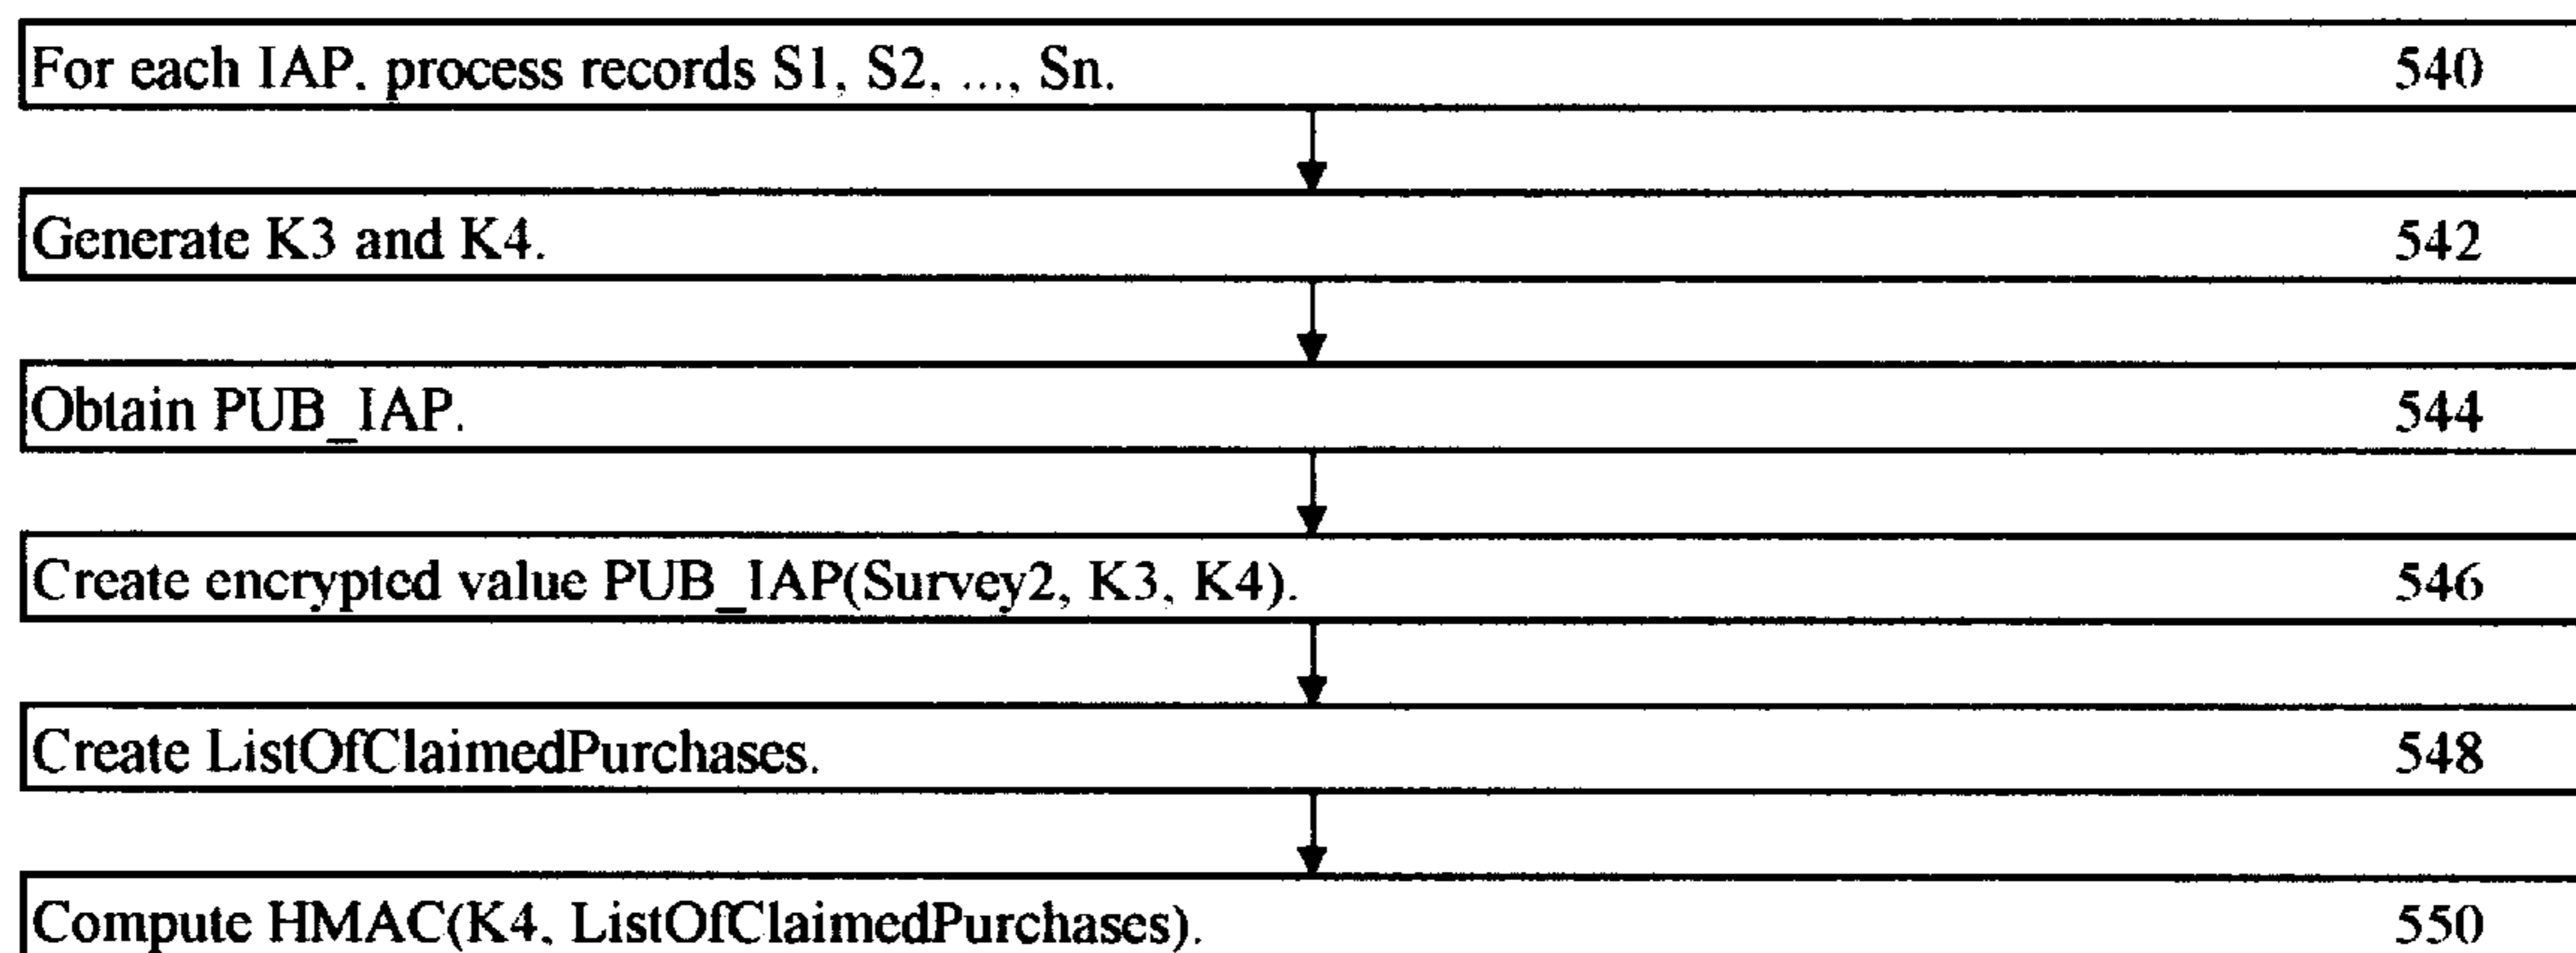 For each IAP, process records S1, S2, ..., Sn. 540
Generate K3 and K4. 542
Obtain PUB_IAP. 544
Create encrypted value PUB_IAP(Survey2, K3, K4). 546
Create ListOfClaimedPurchases. 548
Compute HMAC(K4, ListOfClaimedPurchases). 550